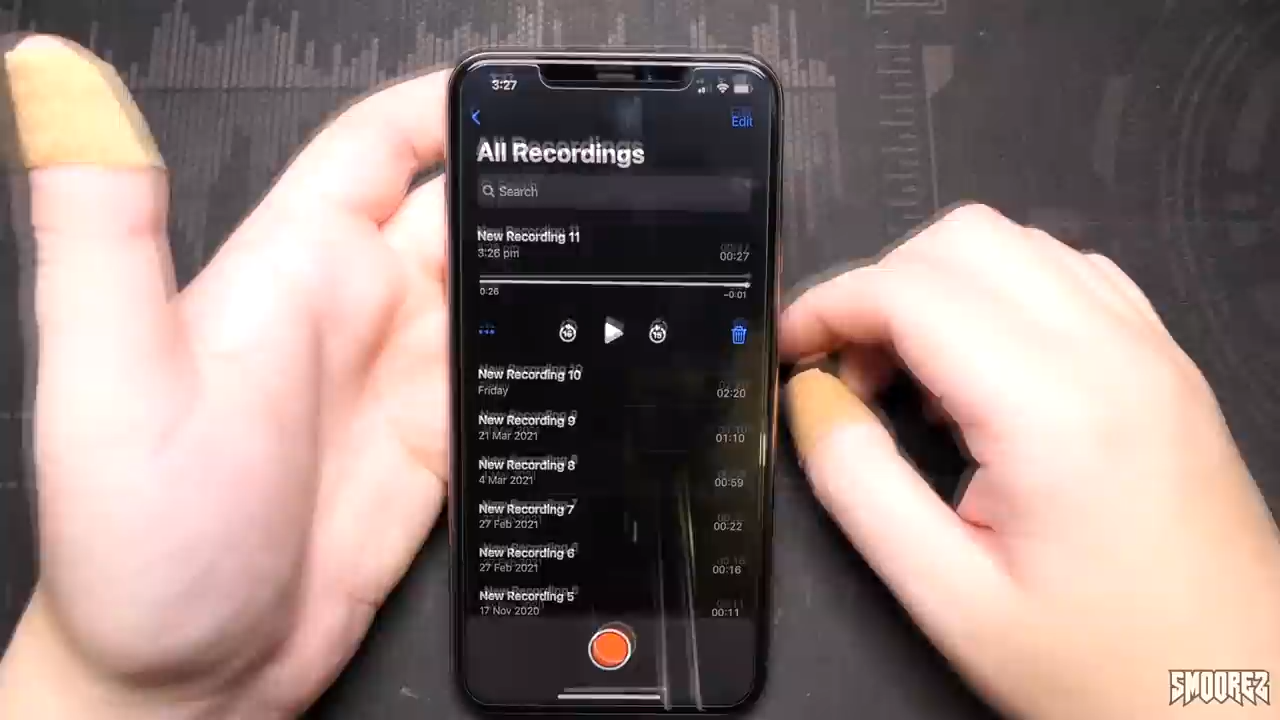 3:27
Edit
All Recordings
Search
New Recording 11
3:26 pm
00:27
0:26
-0:01
15
15
New Recording 10
Friday
02:20
New Recording 9
21 Mar 2021
01:10
New Recording 8
4 Mar 2021
00:59
New Recording 7
27 Feb 2021
00:22
New Recording 6
27 Feb 2021
00:16
New Recording 5
17 Nov 2020
00:11
SMOOREZ